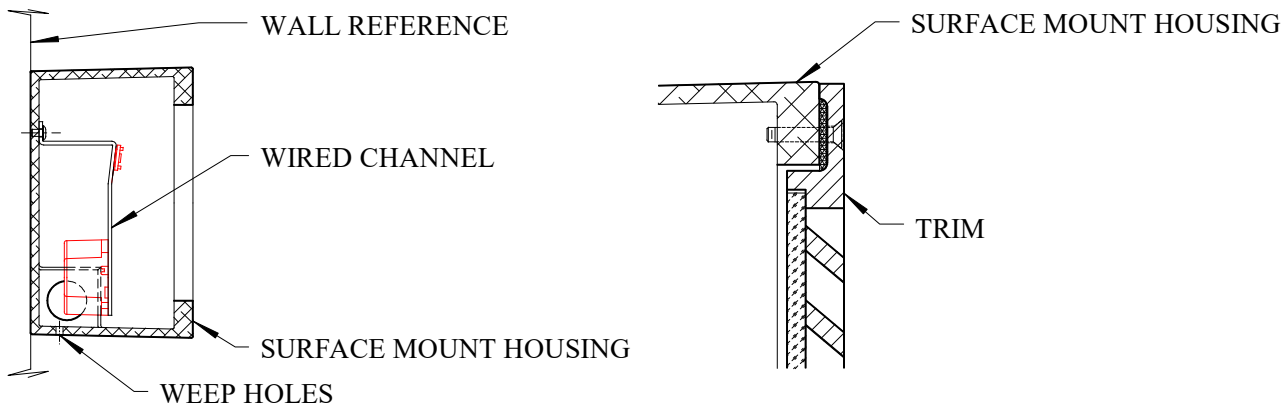 WALL REFERENCE
WIRED CHANNEL
SURFACE MOUNT HOUSING
WEEP HOLES
SURFACE MOUNT HOUSING
TRIM